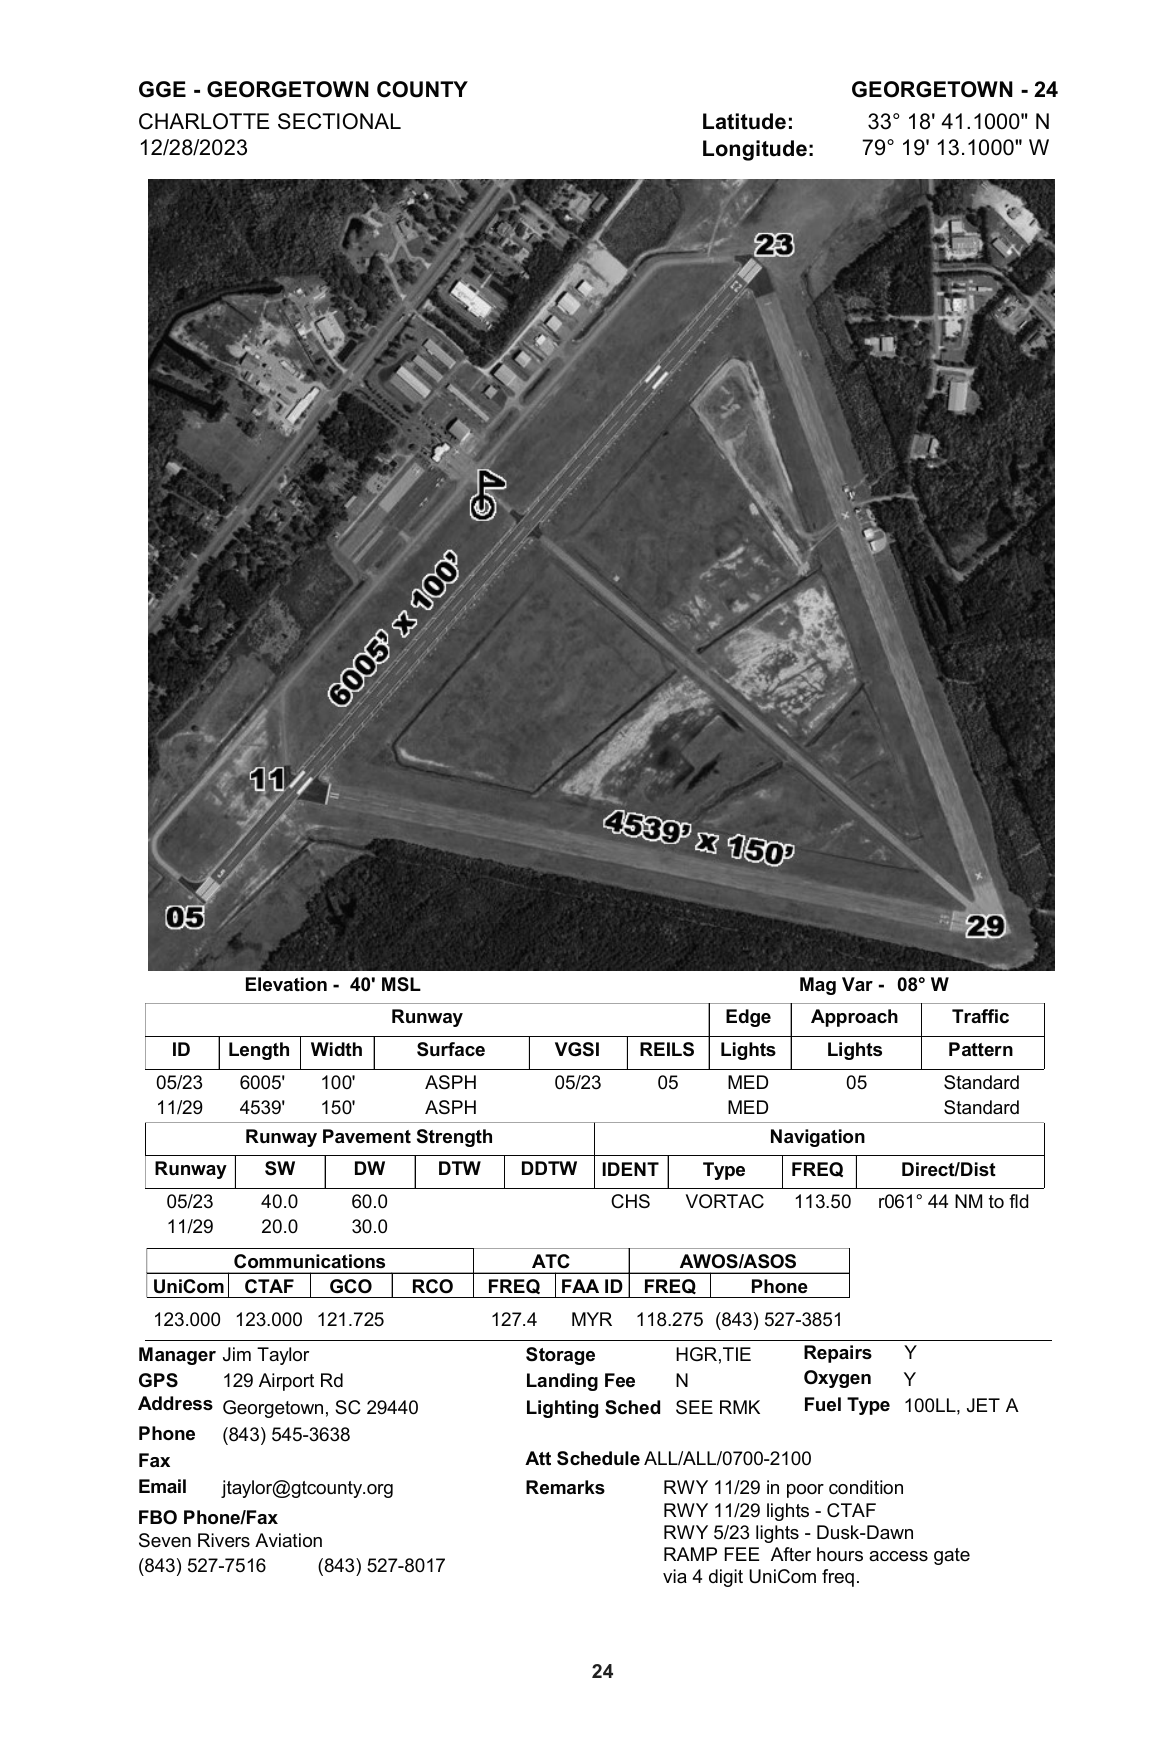 GGE - GEORGETOWN COUNTY GEORGETOWN - 24
CHARLOTTE SECTIONAL Latitude: 33° 18' 41.1000" N
12/28/2023 Longitude: 79° 19' 13.1000" W
23
6005' x 100'
11
4539' x 150'
05
29
Elevation - 40' MSL Mag Var - 08° W
Runway Edge Approach Traffic
ID Length Width Surface VGSI REILS Lights Lights Pattern
05/23 6005' 100' ASPH 05/23 05 MED 05 Standard
11/29 4539' 150' ASPH MED Standard
Runway Pavement Strength Navigation
Runway SW DW DTW DDTW IDENT Type FREQ Direct/Dist
05/23 40.0 60.0 CHS VORTAC 113.50 r061° 44 NM to fld
11/29 20.0 30.0
Communications ATC AWOS/ASOS
UniCom CTAF GCO RCO FREQ FAA ID FREQ Phone
123.000 123.000 121.725 127.4 MYR 118.275 (843) 527-3851
Manager Jim Taylor Storage HGR,TIE Repairs Y
GPS 129 Airport Rd Landing Fee N Oxygen Y
Address Georgetown, SC 29440 Lighting Sched SEE RMK Fuel Type 100LL, JET A
Phone (843) 545-3638
Fax Att Schedule ALL/ALL/0700-2100
Email jtaylor@gtcounty.org Remarks RWY 11/29 in poor condition
RWY 11/29 lights - CTAF
FBO Phone/Fax
Seven Rivers Aviation RWY 5/23 lights - Dusk-Dawn
(843) 527-7516 (843) 527-8017 RAMP FEE After hours access gate
via 4 digit UniCom freq.
24